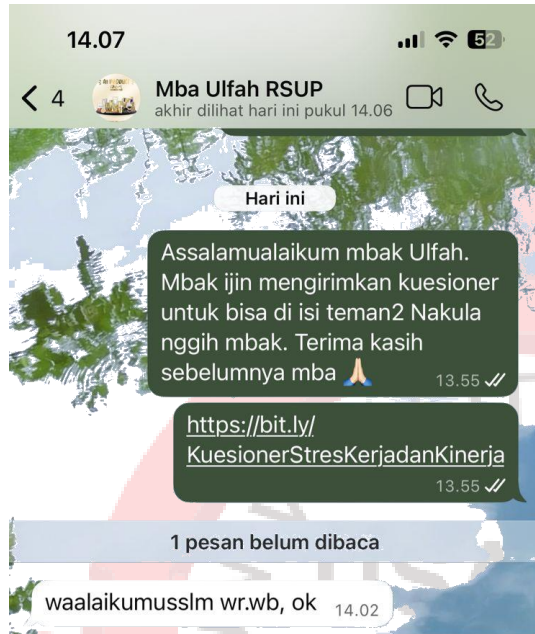 14.07
52
4
Mba Ulfah RSUP
akhir dilihat hari ini pukul 14.06
Hari ini
Assalamualaikum mbak Ulfah.
Mbak ijin mengirimkan kuesioner
untuk bisa di isi teman2 Nakula
nggih mbak. Terima kasih
sebelumnya mba 🙏🏻
13.55
https://bit.ly/
KuesionerStresKerjadanKinerja
13.55
1 pesan belum dibaca
waalaikumusslm wr.wb, ok
14.02